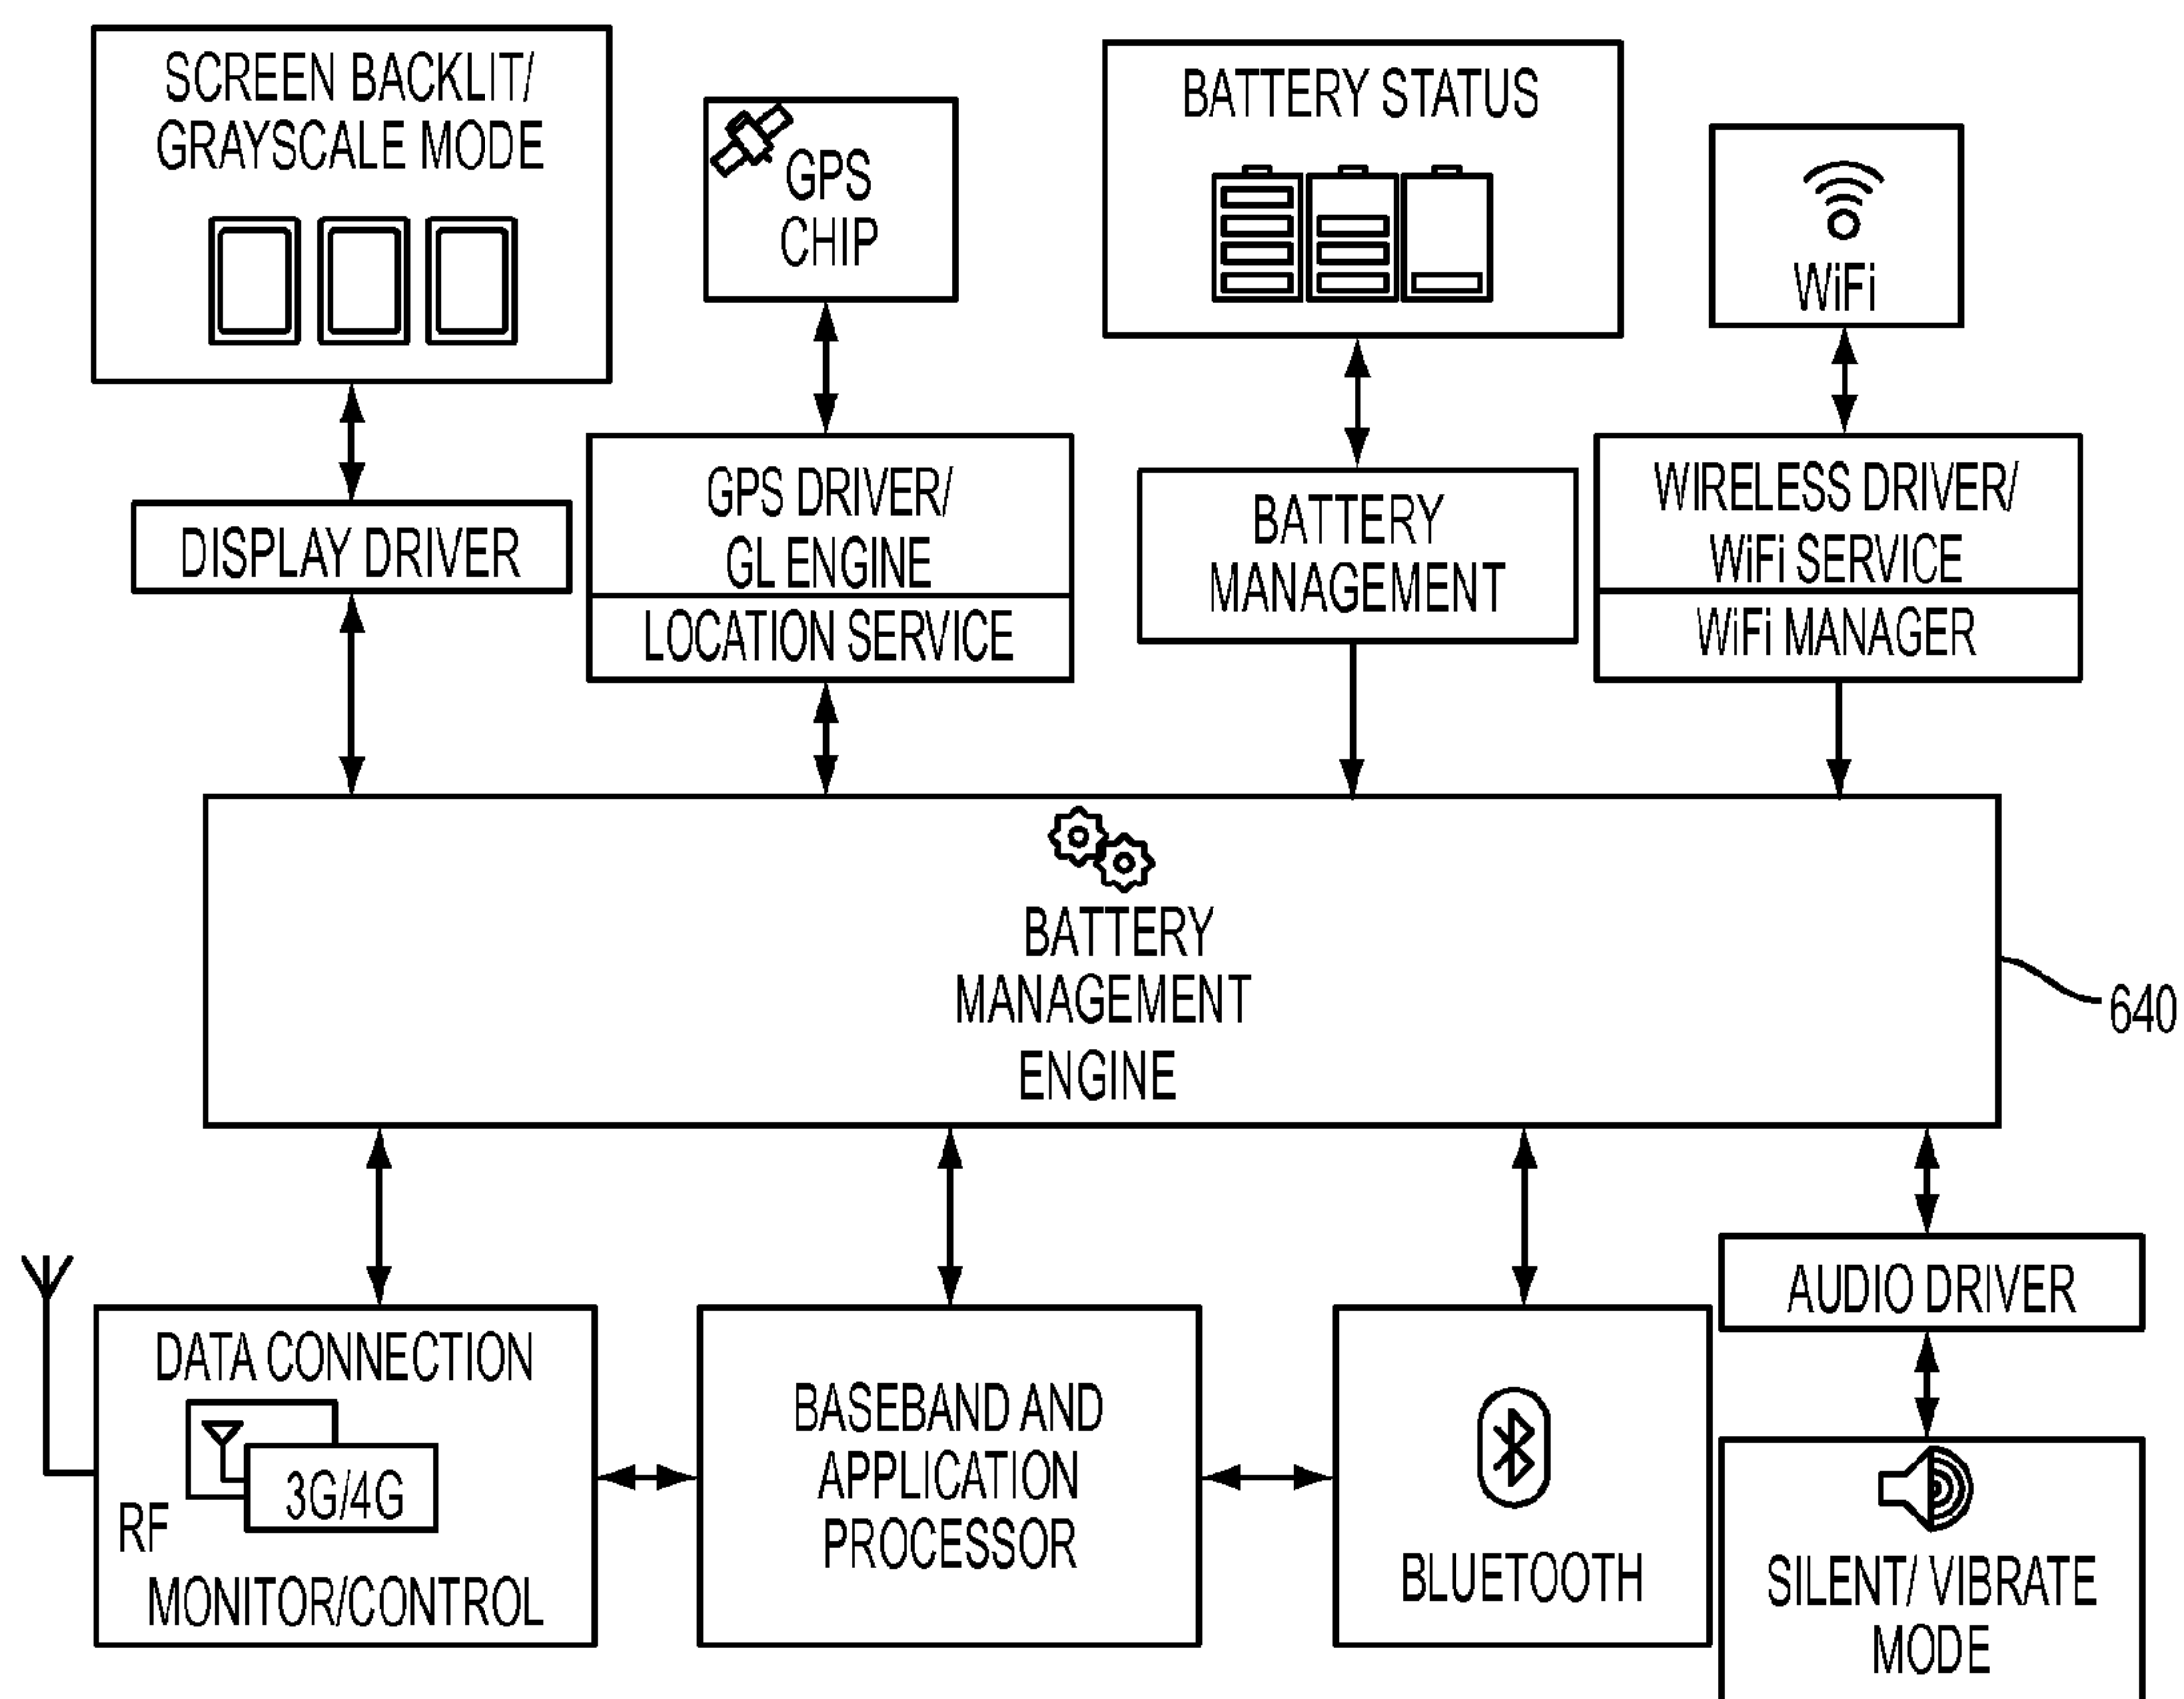 SCREEN BACKLIT/
GRAYSCALE MODE
GPS
CHIP
BATTERY STATUS
WiFi
DISPLAY DRIVER
GPS DRIVER/
GL ENGINE
LOCATION SERVICE
BATTERY
MANAGEMENT
WIRELESS DRIVER/
WiFi SERVICE
WiFi MANAGER
BATTERY
MANAGEMENT
ENGINE
640
DATA CONNECTION
3G/4G
RF
MONITOR/CONTROL
BASEBAND AND
APPLICATION
PROCESSOR
BLUETOOTH
AUDIO DRIVER
SILENT/ VIBRATE
MODE